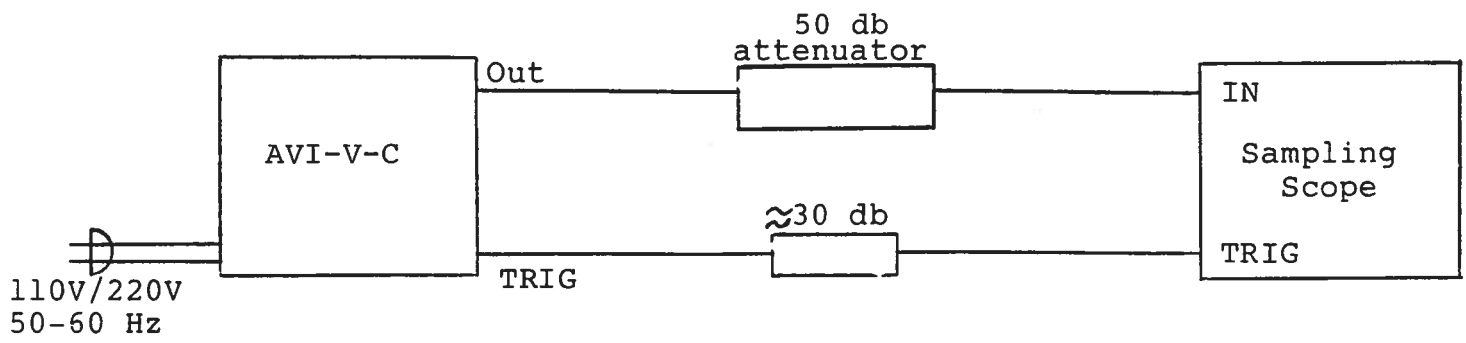 50 db
attenuator
Out
IN
AVI-V-C
Sampling
Scope
≈30 db
TRIG
TRIG
110V/220V
50-60 Hz